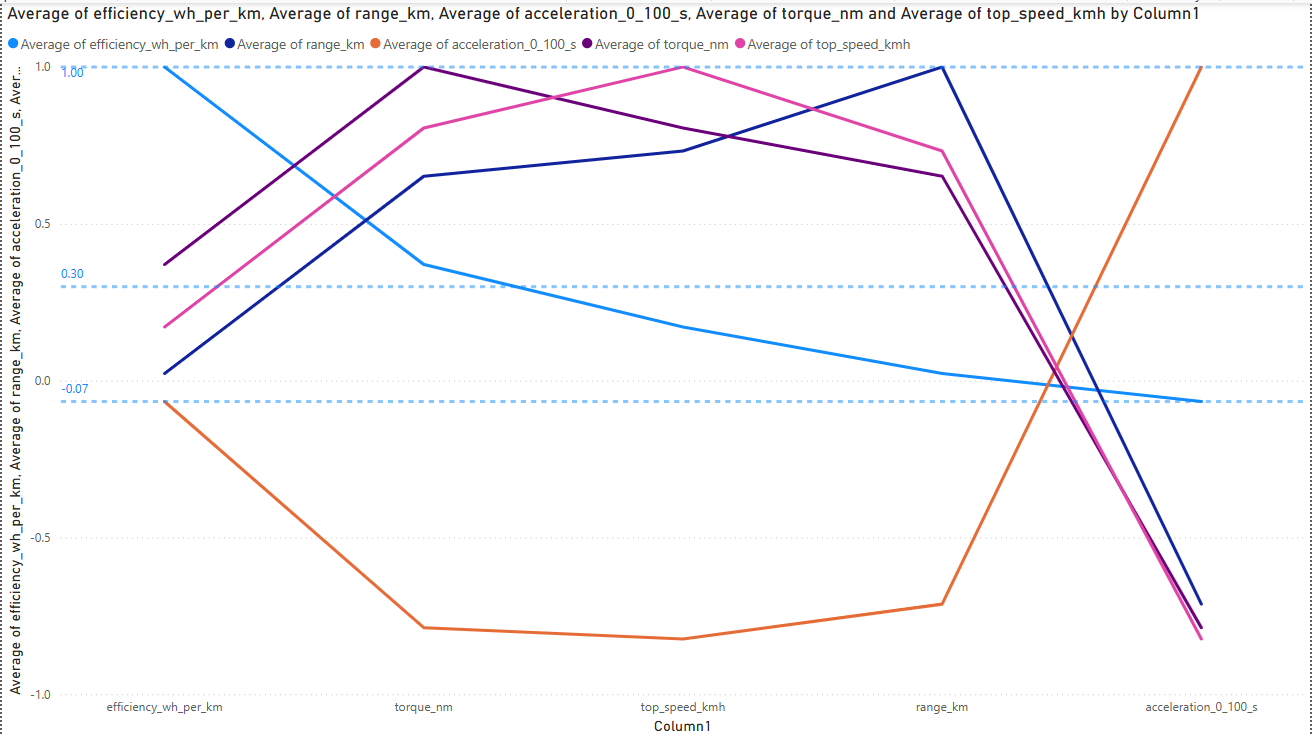 Average of efficiency_wh_per_km, Average of range_km, Average of acceleration_0_100_s, Average of torque_nm and Average of top_speed_kmh by Column1
Average of efficiency_wh_per_km Average of range_km Average of acceleration_0_100_s Average of torque_nm Average of top_speed_kmh
Average of efficiency_wh_per_km, Average of range_km, Average of acceleration_0_100_s, Aver...
1.0
1.00
0.5
0.30
0.0
-0.07
-0.5
-1.0
efficiency_wh_per_km torque_nm top_speed_kmh range_km acceleration_0_100_s
Column1